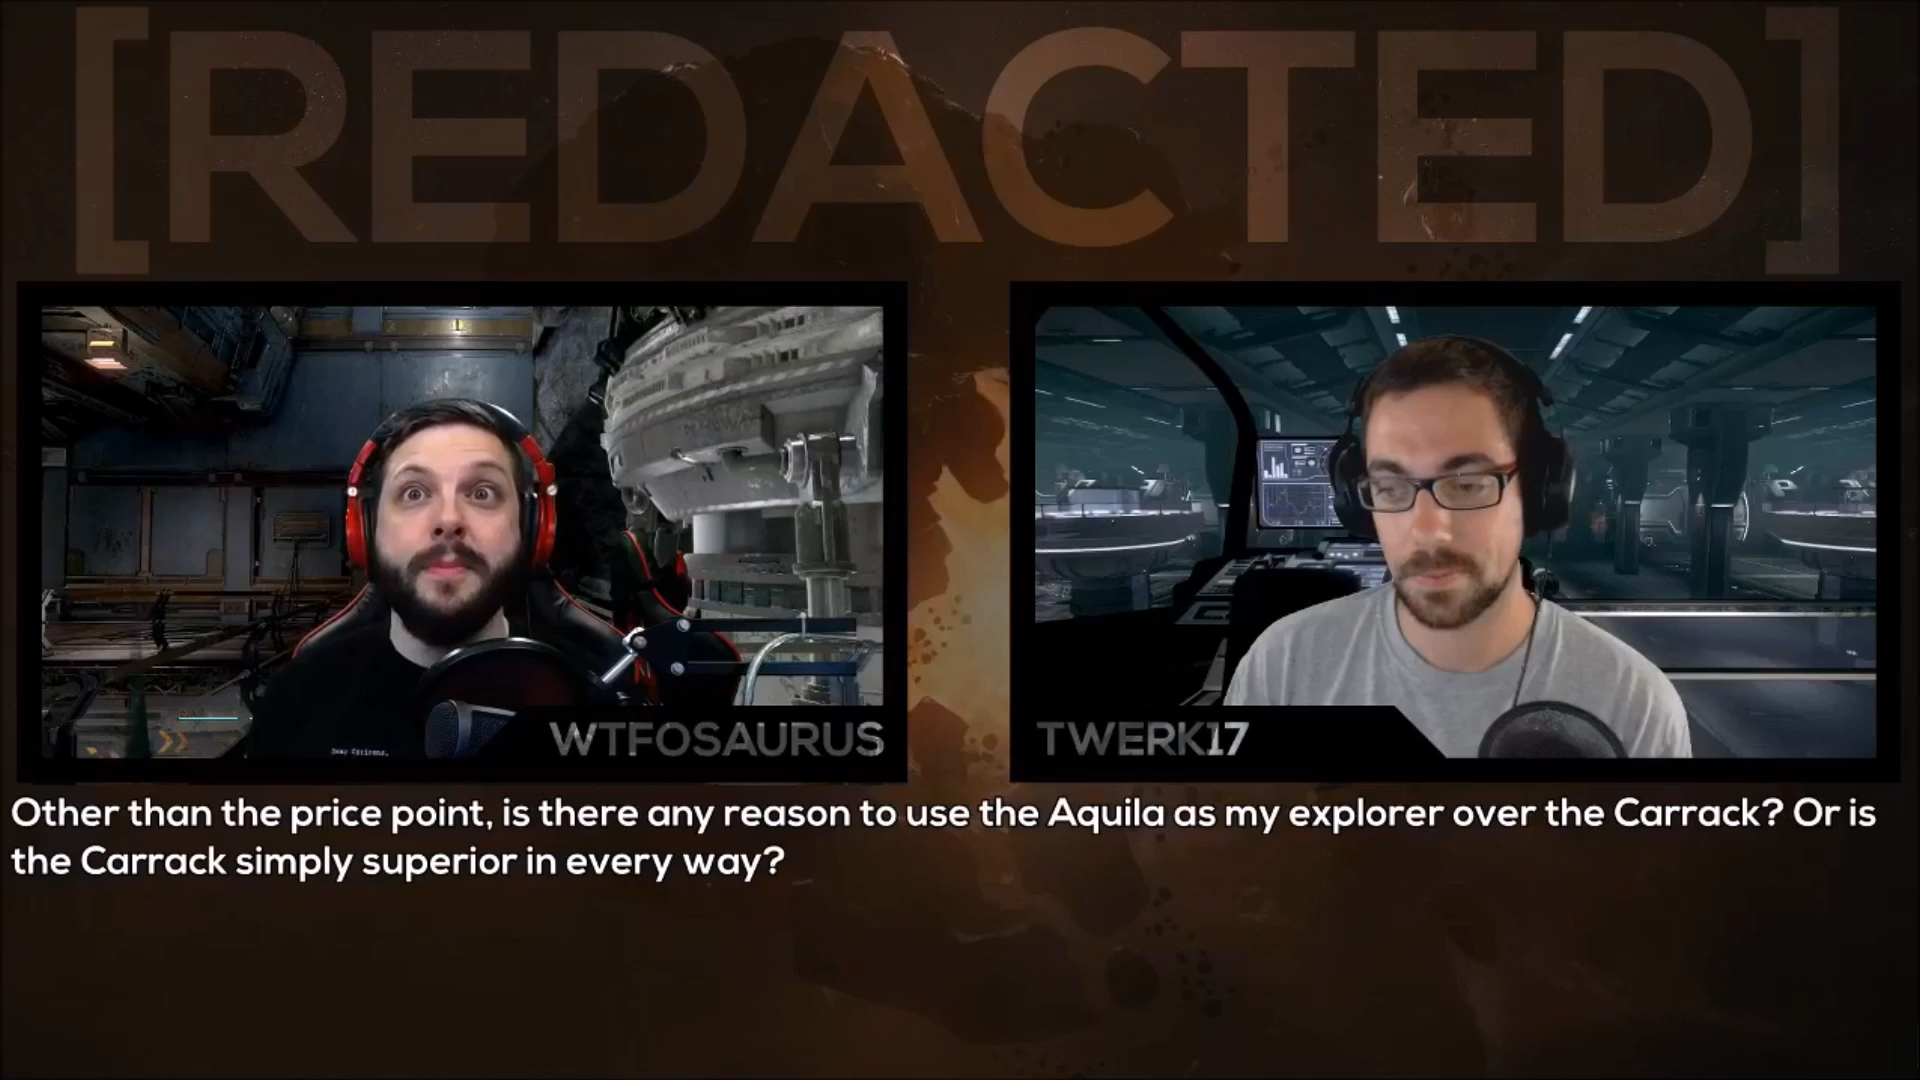 [REDACTED]
WTFOSAURUS
TWERK17
Other than the price point, is there any reason to use the Aquila as my explorer over the Carrack? Or is
the Carrack simply superior in every way?